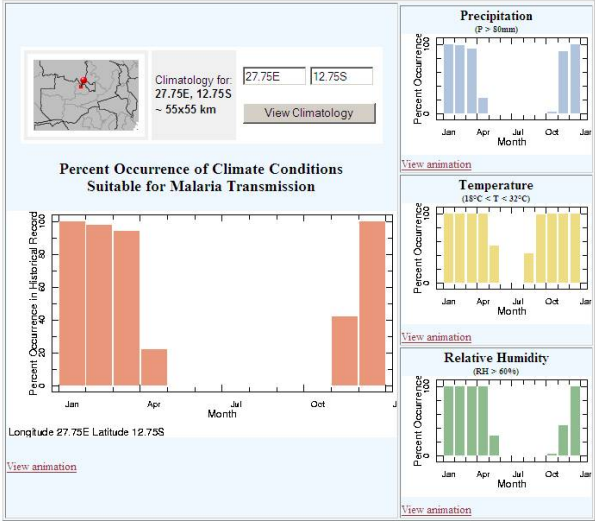 Climatology for:
27.75E, 12.75S
~ 55x55 km
27.75E
12.75S
View Climatology
Percent Occurrence of Climate Conditions
Suitable for Malaria Transmission
Percent Occurrence in Historical Record
0 20 40 60 80 100
Jan Apr Jul Oct J
Month
Longitude 27.75E Latitude 12.75S
View animation
Precipitation
(P > 80mm)
Percent Occurrence
0 100
Jan Apr Jul Oct Jan
Month
View animation
Temperature
(18°C < T < 32°C)
Percent Occurrence
0 100
Jan Apr Jul Oct Jan
Month
View animation
Relative Humidity
(RH > 60%)
Percent Occurrence
0 100
Jan Apr Jul Oct Jan
Month
View animation